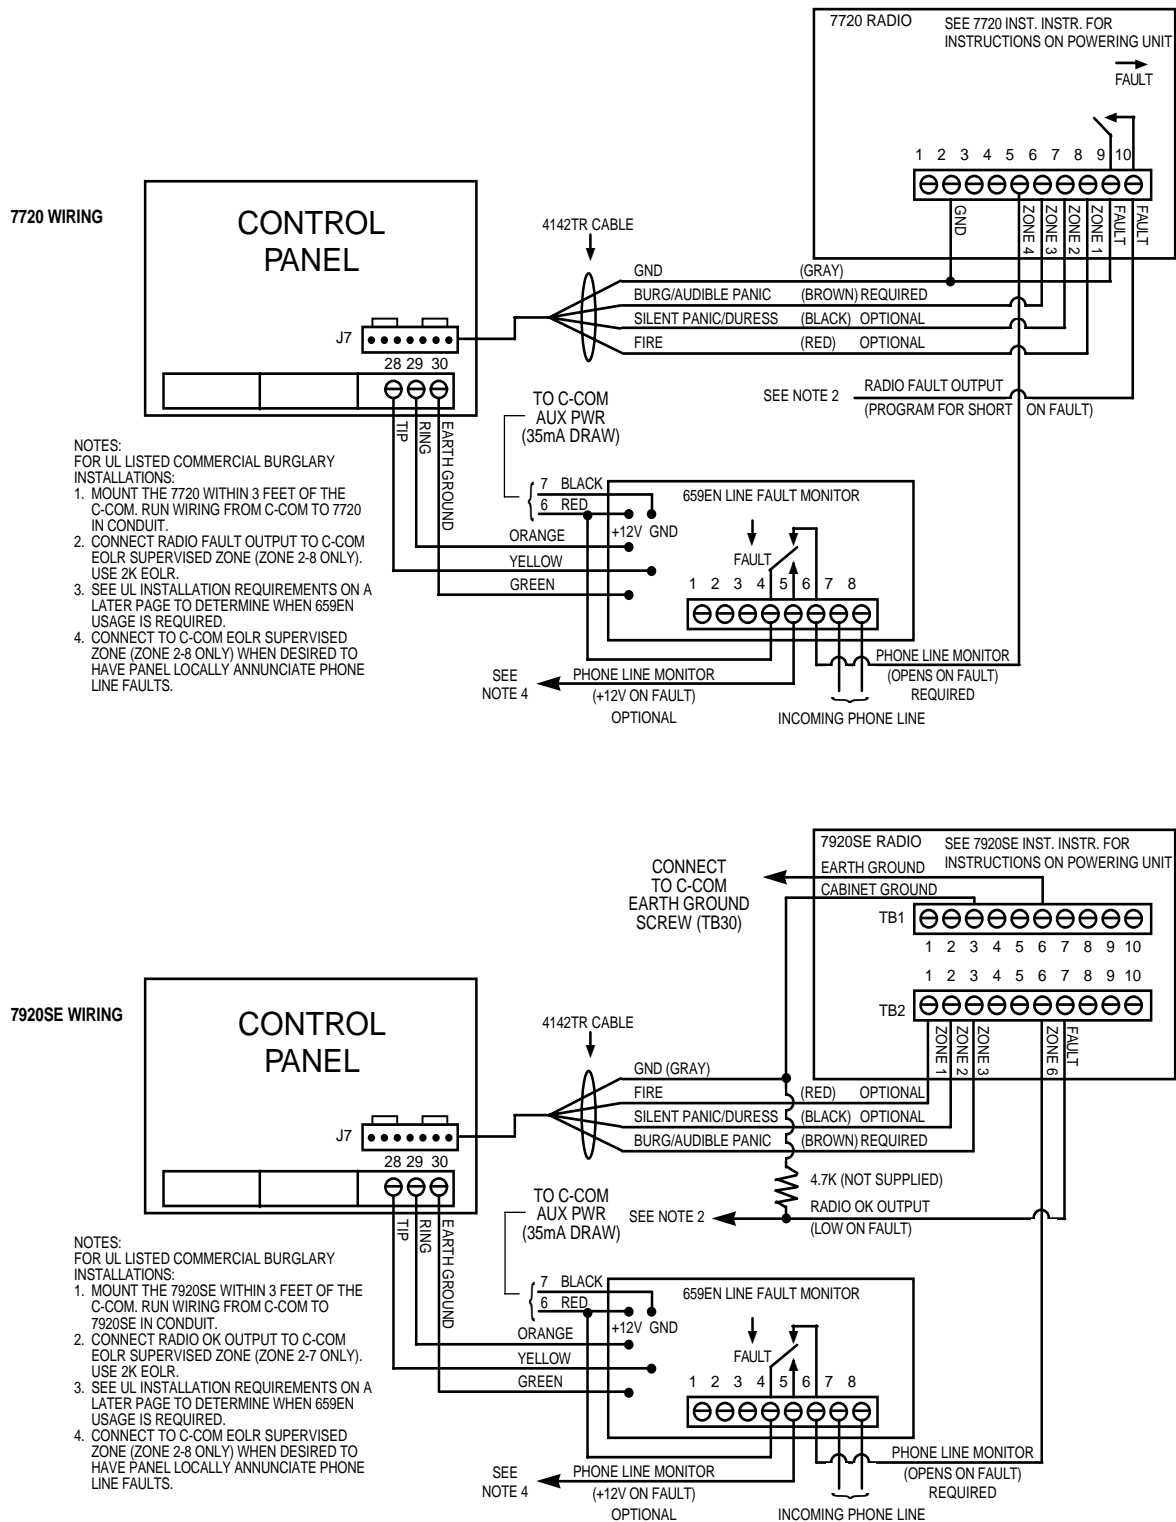 7720 RADIO
SEE 7720 INST. INSTR. FOR
INSTRUCTIONS ON POWERING UNIT
FAULT
1 2 3 4 5 6 7 8 9 10
GND
ZONE 4
ZONE 3
ZONE 2
ZONE 1
FAULT
FAULT
7720 WIRING
CONTROL
PANEL
J7
28 29 30
TIP
RING
EARTH GROUND
4142TR CABLE
GND (GRAY)
BURG/AUDIBLE PANIC (BROWN) REQUIRED
SILENT PANIC/DURESS (BLACK) OPTIONAL
FIRE (RED) OPTIONAL
SEE NOTE 2
RADIO FAULT OUTPUT
(PROGRAM FOR SHORT ON FAULT)
TO C-COM
AUX PWR
(35mA DRAW)
7 BLACK
6 RED
ORANGE
YELLOW
GREEN
659EN LINE FAULT MONITOR
+12V GND
FAULT
1 2 3 4 5 6 7 8
SEE
NOTE 4
PHONE LINE MONITOR
(+12V ON FAULT)
OPTIONAL
PHONE LINE MONITOR
(OPENS ON FAULT)
REQUIRED
INCOMING PHONE LINE
NOTES:
FOR UL LISTED COMMERCIAL BURGLARY
INSTALLATIONS:
1. MOUNT THE 7720 WITHIN 3 FEET OF THE
C-COM. RUN WIRING FROM C-COM TO 7720
IN CONDUIT.
2. CONNECT RADIO FAULT OUTPUT TO C-COM
EOLR SUPERVISED ZONE (ZONE 2-8 ONLY).
USE 2K EOLR.
3. SEE UL INSTALLATION REQUIREMENTS ON A
LATER PAGE TO DETERMINE WHEN 659EN
USAGE IS REQUIRED.
4. CONNECT TO C-COM EOLR SUPERVISED
ZONE (ZONE 2-8 ONLY) WHEN DESIRED TO
HAVE PANEL LOCALLY ANNUNCIATE PHONE
LINE FAULTS.
7920SE RADIO
SEE 7920SE INST. INSTR. FOR
INSTRUCTIONS ON POWERING UNIT
EARTH GROUND
CABINET GROUND
CONNECT
TO C-COM
EARTH GROUND
SCREW (TB30)
TB1
1 2 3 4 5 6 7 8 9 10
1 2 3 4 5 6 7 8 9 10
TB2
ZONE 1
ZONE 2
ZONE 3
ZONE 6
FAULT
7920SE WIRING
CONTROL
PANEL
J7
28 29 30
TIP
RING
EARTH GROUND
4142TR CABLE
GND (GRAY)
FIRE (RED) OPTIONAL
SILENT PANIC/DURESS (BLACK) OPTIONAL
BURG/AUDIBLE PANIC (BROWN) REQUIRED
4.7K (NOT SUPPLIED)
SEE NOTE 2
RADIO OK OUTPUT
(LOW ON FAULT)
TO C-COM
AUX PWR
(35mA DRAW)
7 BLACK
6 RED
ORANGE
YELLOW
GREEN
659EN LINE FAULT MONITOR
+12V GND
FAULT
1 2 3 4 5 6 7 8
SEE
NOTE 4
PHONE LINE MONITOR
(+12V ON FAULT)
OPTIONAL
PHONE LINE MONITOR
(OPENS ON FAULT)
REQUIRED
INCOMING PHONE LINE
NOTES:
FOR UL LISTED COMMERCIAL BURGLARY
INSTALLATIONS:
1. MOUNT THE 7920SE WITHIN 3 FEET OF THE
C-COM. RUN WIRING FROM C-COM TO
7920SE IN CONDUIT.
2. CONNECT RADIO OK OUTPUT TO C-COM
EOLR SUPERVISED ZONE (ZONE 2-7 ONLY).
USE 2K EOLR.
3. SEE UL INSTALLATION REQUIREMENTS ON A
LATER PAGE TO DETERMINE WHEN 659EN
USAGE IS REQUIRED.
4. CONNECT TO C-COM EOLR SUPERVISED
ZONE (ZONE 2-8 ONLY) WHEN DESIRED TO
HAVE PANEL LOCALLY ANNUNCIATE PHONE
LINE FAULTS.